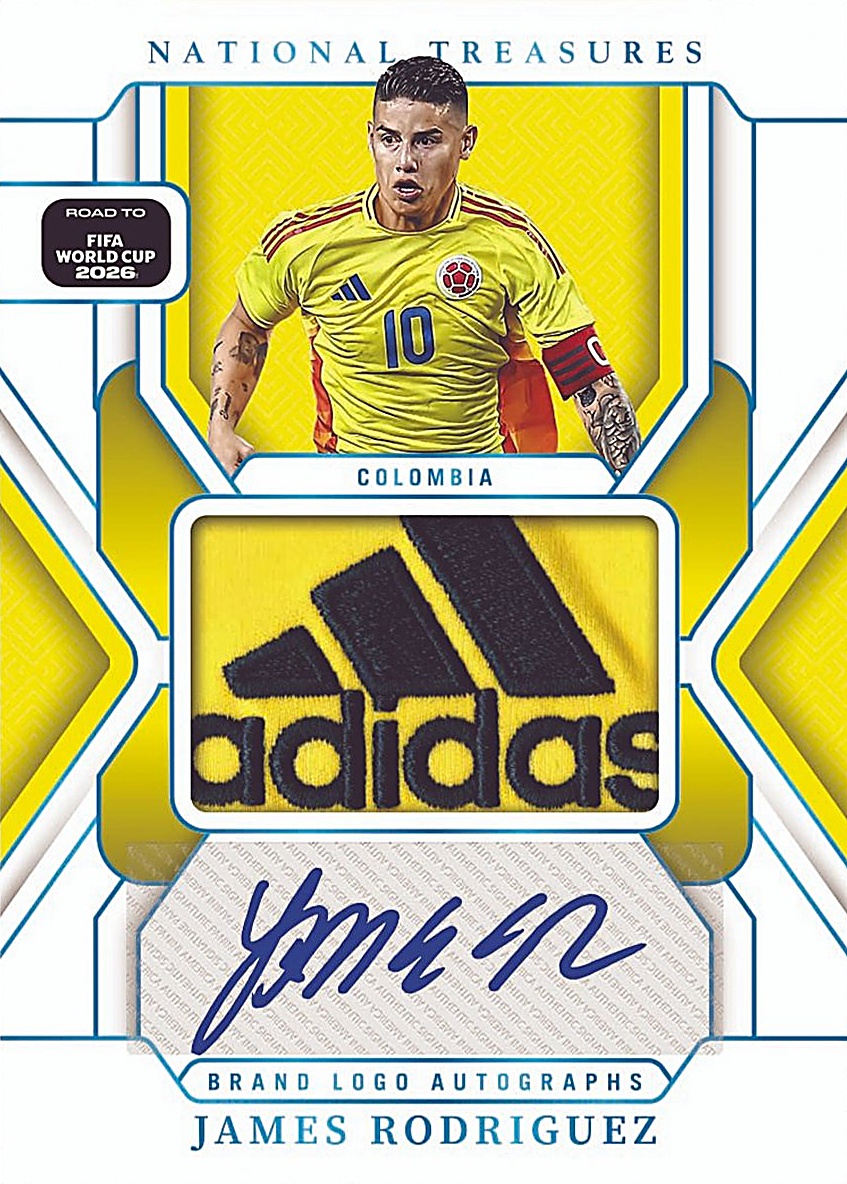 NATIONAL TREASURES
ROAD TO
FIFA
WORLD CUP
2026
10
C
COLOMBIA
adidas
BRAND LOGO AUTOGRAPHS
JAMES RODRIGUEZ